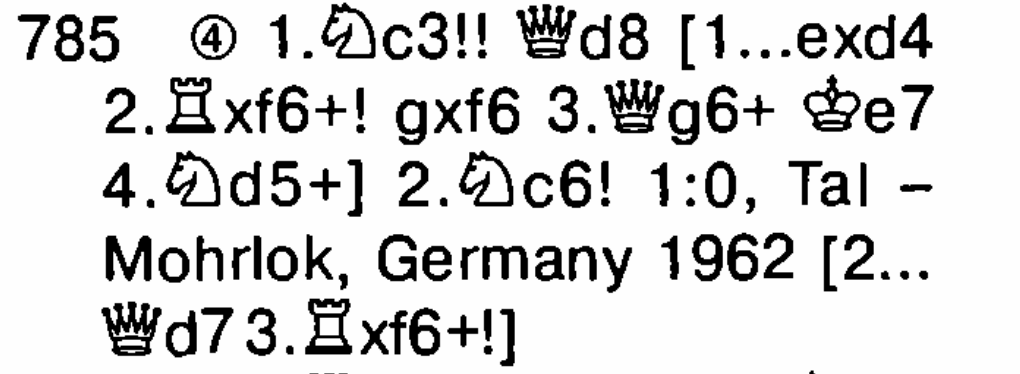 785 ④ 1.♘c3!! ♛d8 [1...exd4
2.♖xf6+! gxf6 3.♛g6+ ♔e7
4.♘d5+] 2.♘c6! 1:0, Tal –
Mohrlok, Germany 1962 [2...
♛d7 3.♖xf6+!]